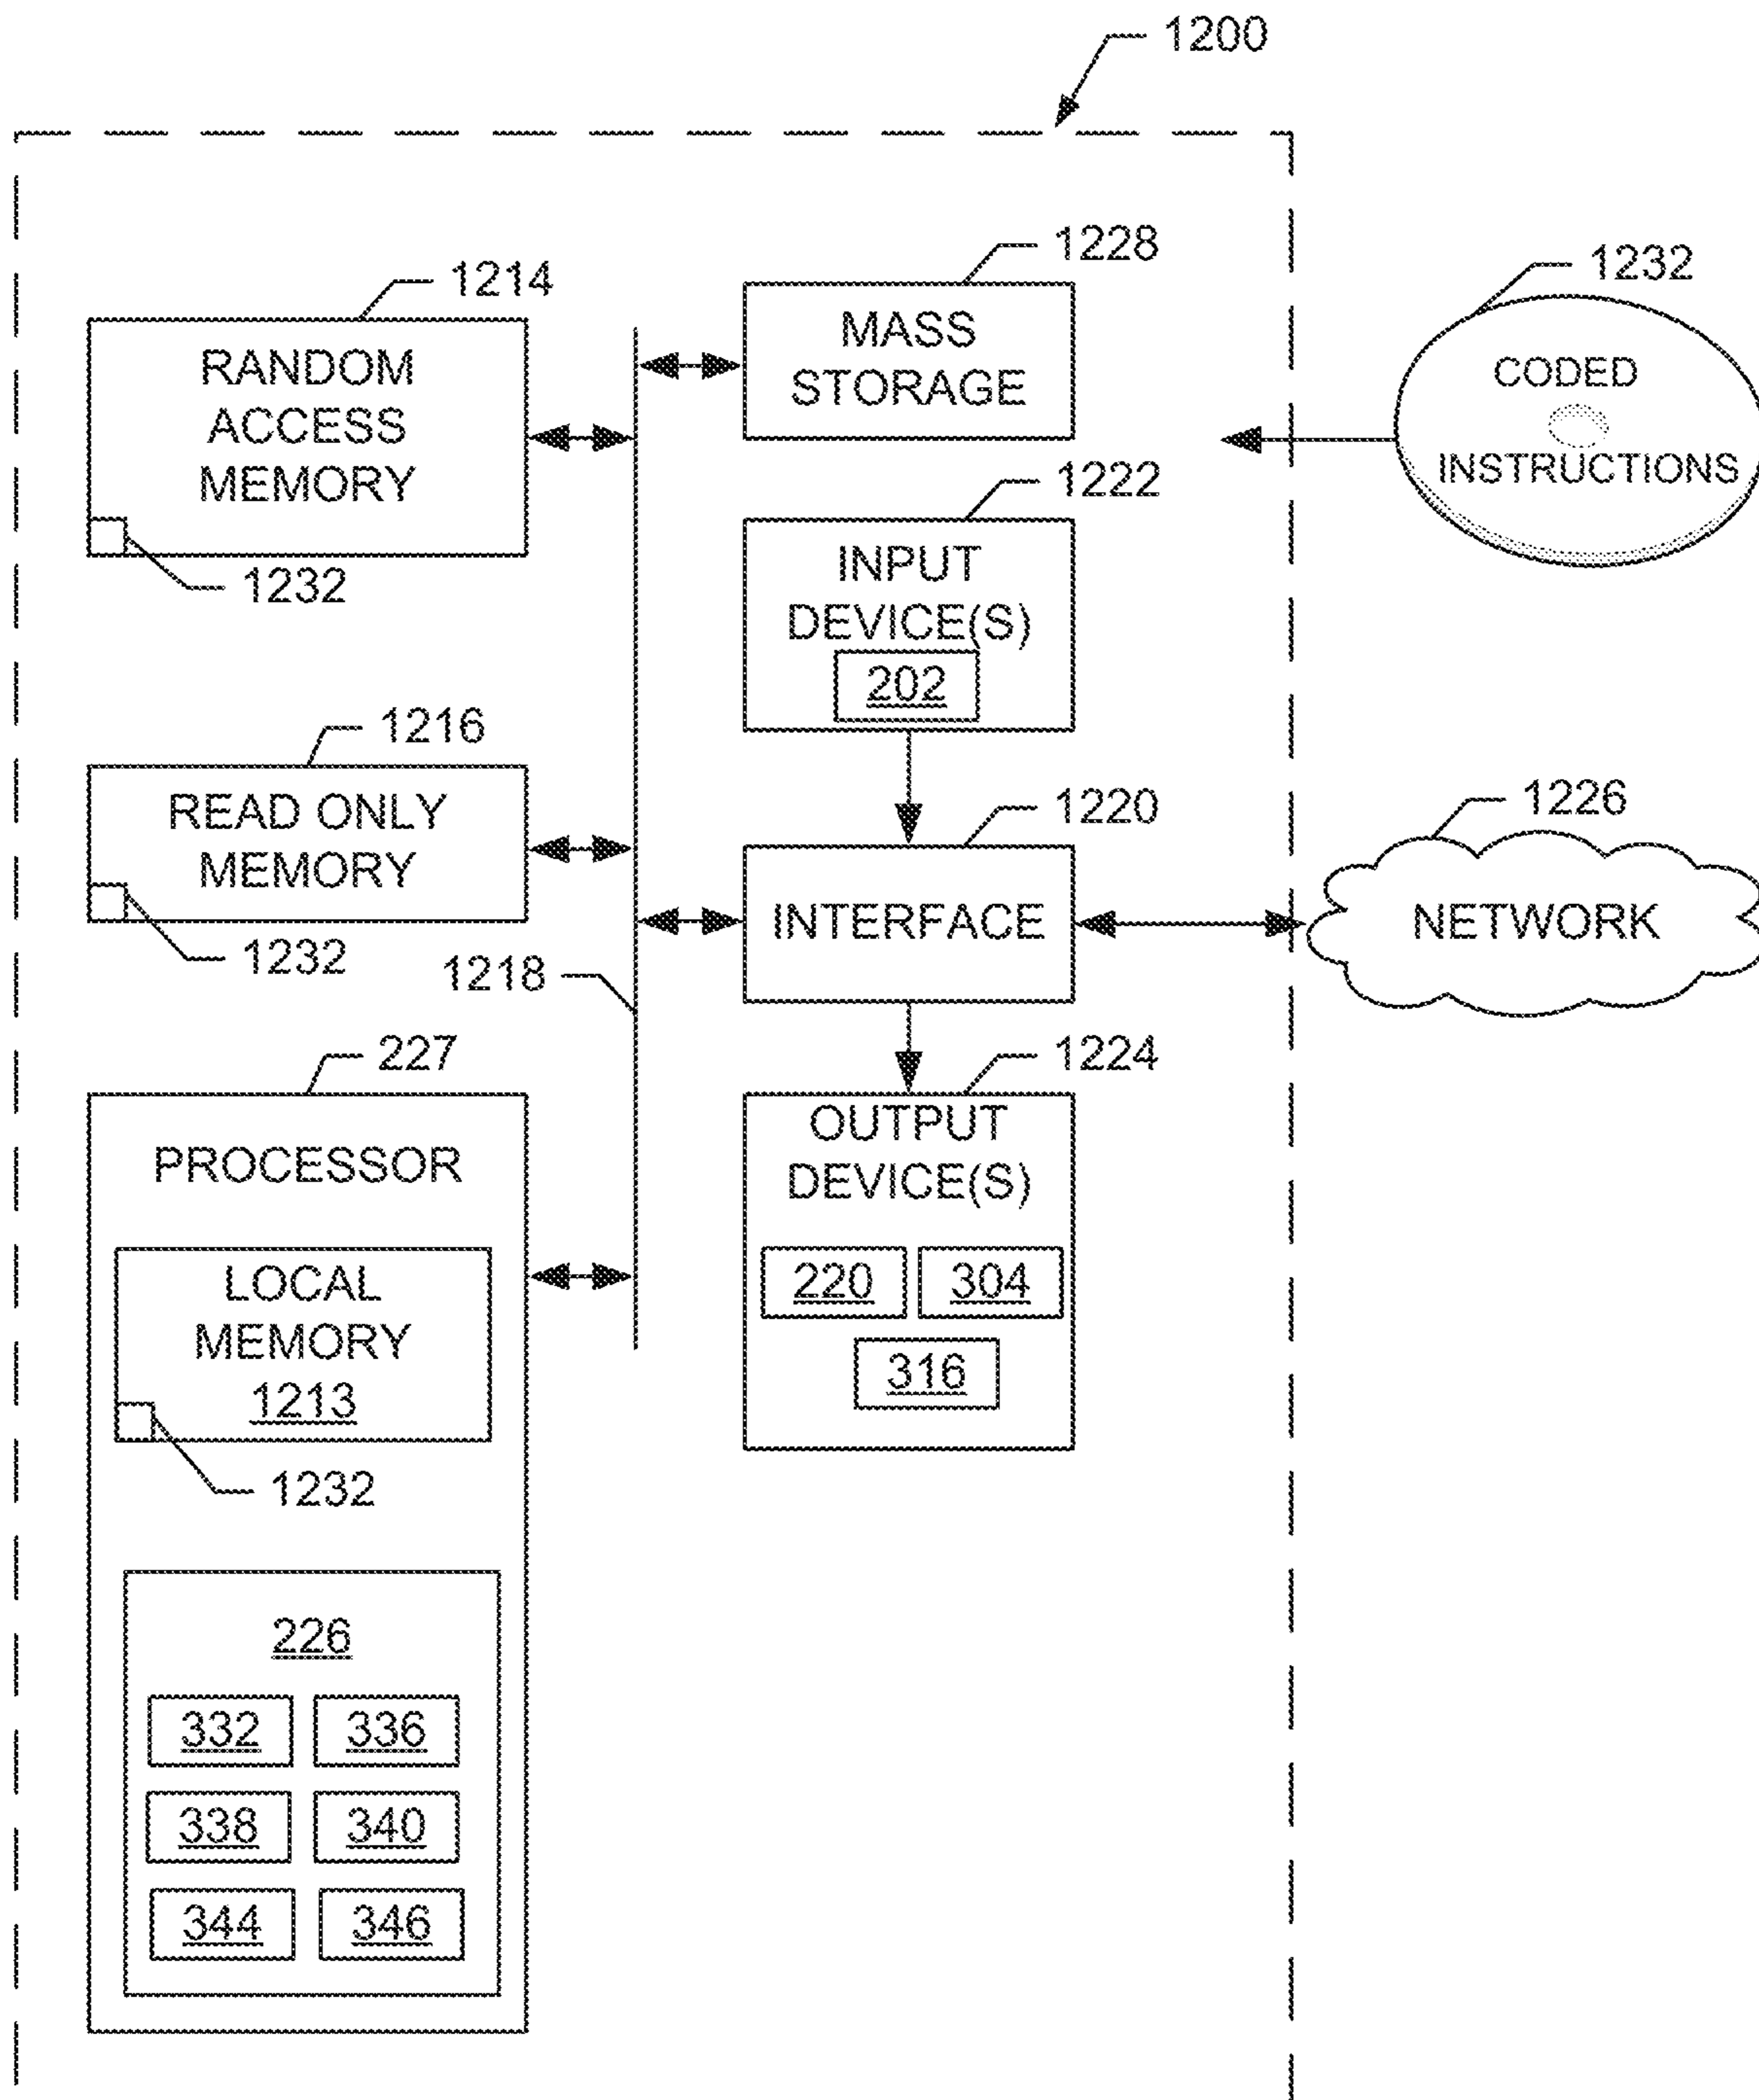 1200
1228
1214
1232
MASS
STORAGE
RANDOM
ACCESS
MEMORY
CODED
INSTRUCTIONS
1222
INPUT
DEVICE(S)
202
1232
1216
1220
1226
READ ONLY
MEMORY
INTERFACE
NETWORK
1232
1218
227
1224
PROCESSOR
OUTPUT
DEVICE(S)
LOCAL
MEMORY
1213
220 304
316
1232
226
332 336
338 340
344 346